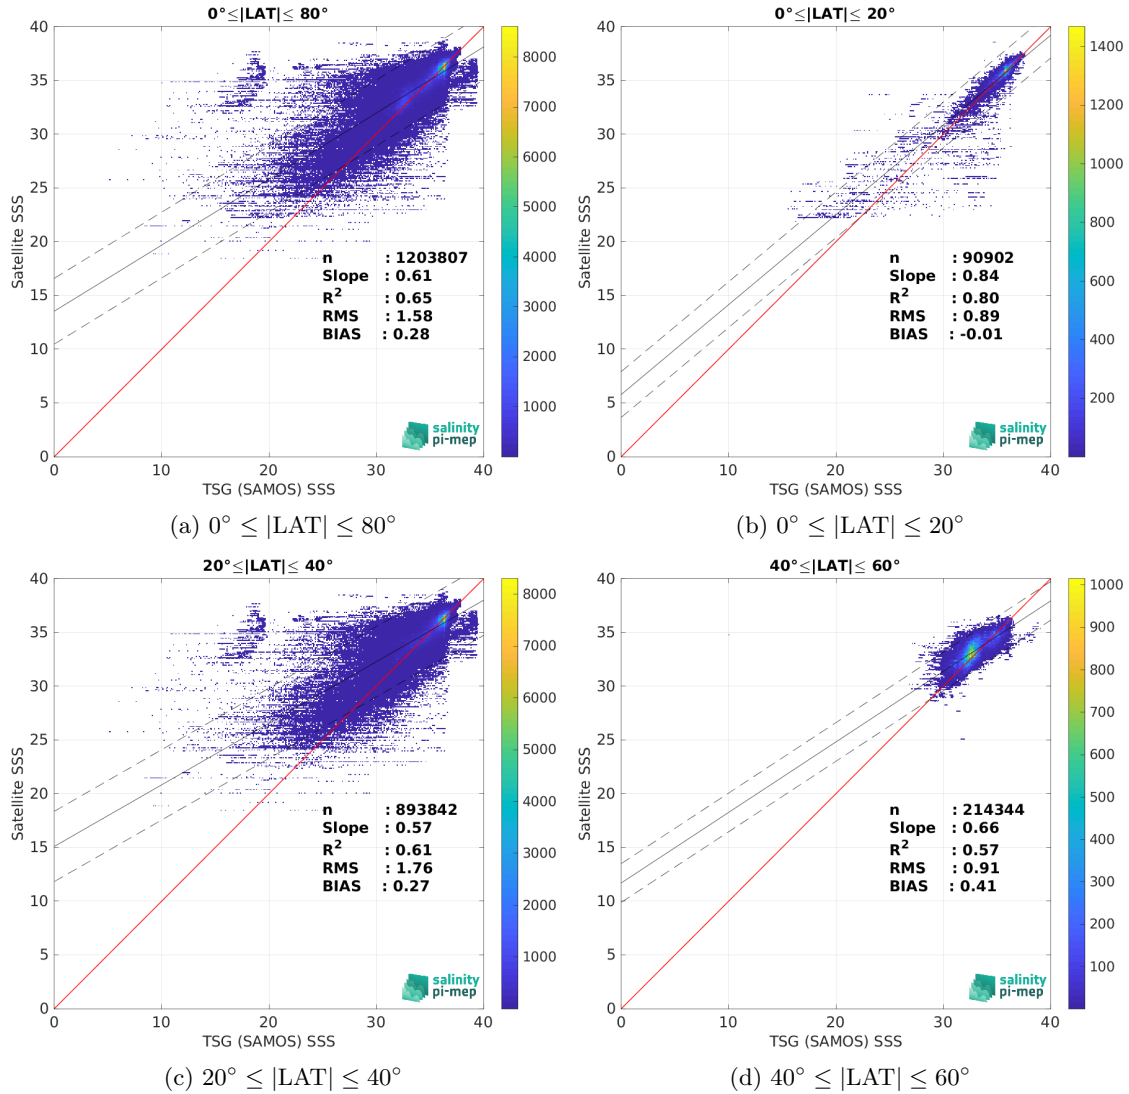 0°≤|LAT|≤ 80°
40
35
30
25
20
15
10
5
0
Satellite SSS
0
10
20
30
40
TSG (SAMOS) SSS
n : 1203807
Slope : 0.61
R² : 0.65
RMS : 1.58
BIAS : 0.28
salinity
pi-mep
8000
7000
6000
5000
4000
3000
2000
1000
(a) 0° ≤ |LAT| ≤ 80°
0°≤|LAT|≤ 20°
40
35
30
25
20
15
10
5
0
Satellite SSS
0
10
20
30
40
TSG (SAMOS) SSS
n : 90902
Slope : 0.84
R² : 0.80
RMS : 0.89
BIAS : -0.01
salinity
pi-mep
1400
1200
1000
800
600
400
200
(b) 0° ≤ |LAT| ≤ 20°
20°≤|LAT|≤ 40°
40
35
30
25
20
15
10
5
0
Satellite SSS
0
10
20
30
40
TSG (SAMOS) SSS
n : 893842
Slope : 0.57
R² : 0.61
RMS : 1.76
BIAS : 0.27
salinity
pi-mep
8000
7000
6000
5000
4000
3000
2000
1000
(c) 20° ≤ |LAT| ≤ 40°
40°≤|LAT|≤ 60°
40
35
30
25
20
15
10
5
0
Satellite SSS
0
10
20
30
40
TSG (SAMOS) SSS
n : 214344
Slope : 0.66
R² : 0.57
RMS : 0.91
BIAS : 0.41
salinity
pi-mep
1000
900
800
700
600
500
400
300
200
100
(d) 40° ≤ |LAT| ≤ 60°